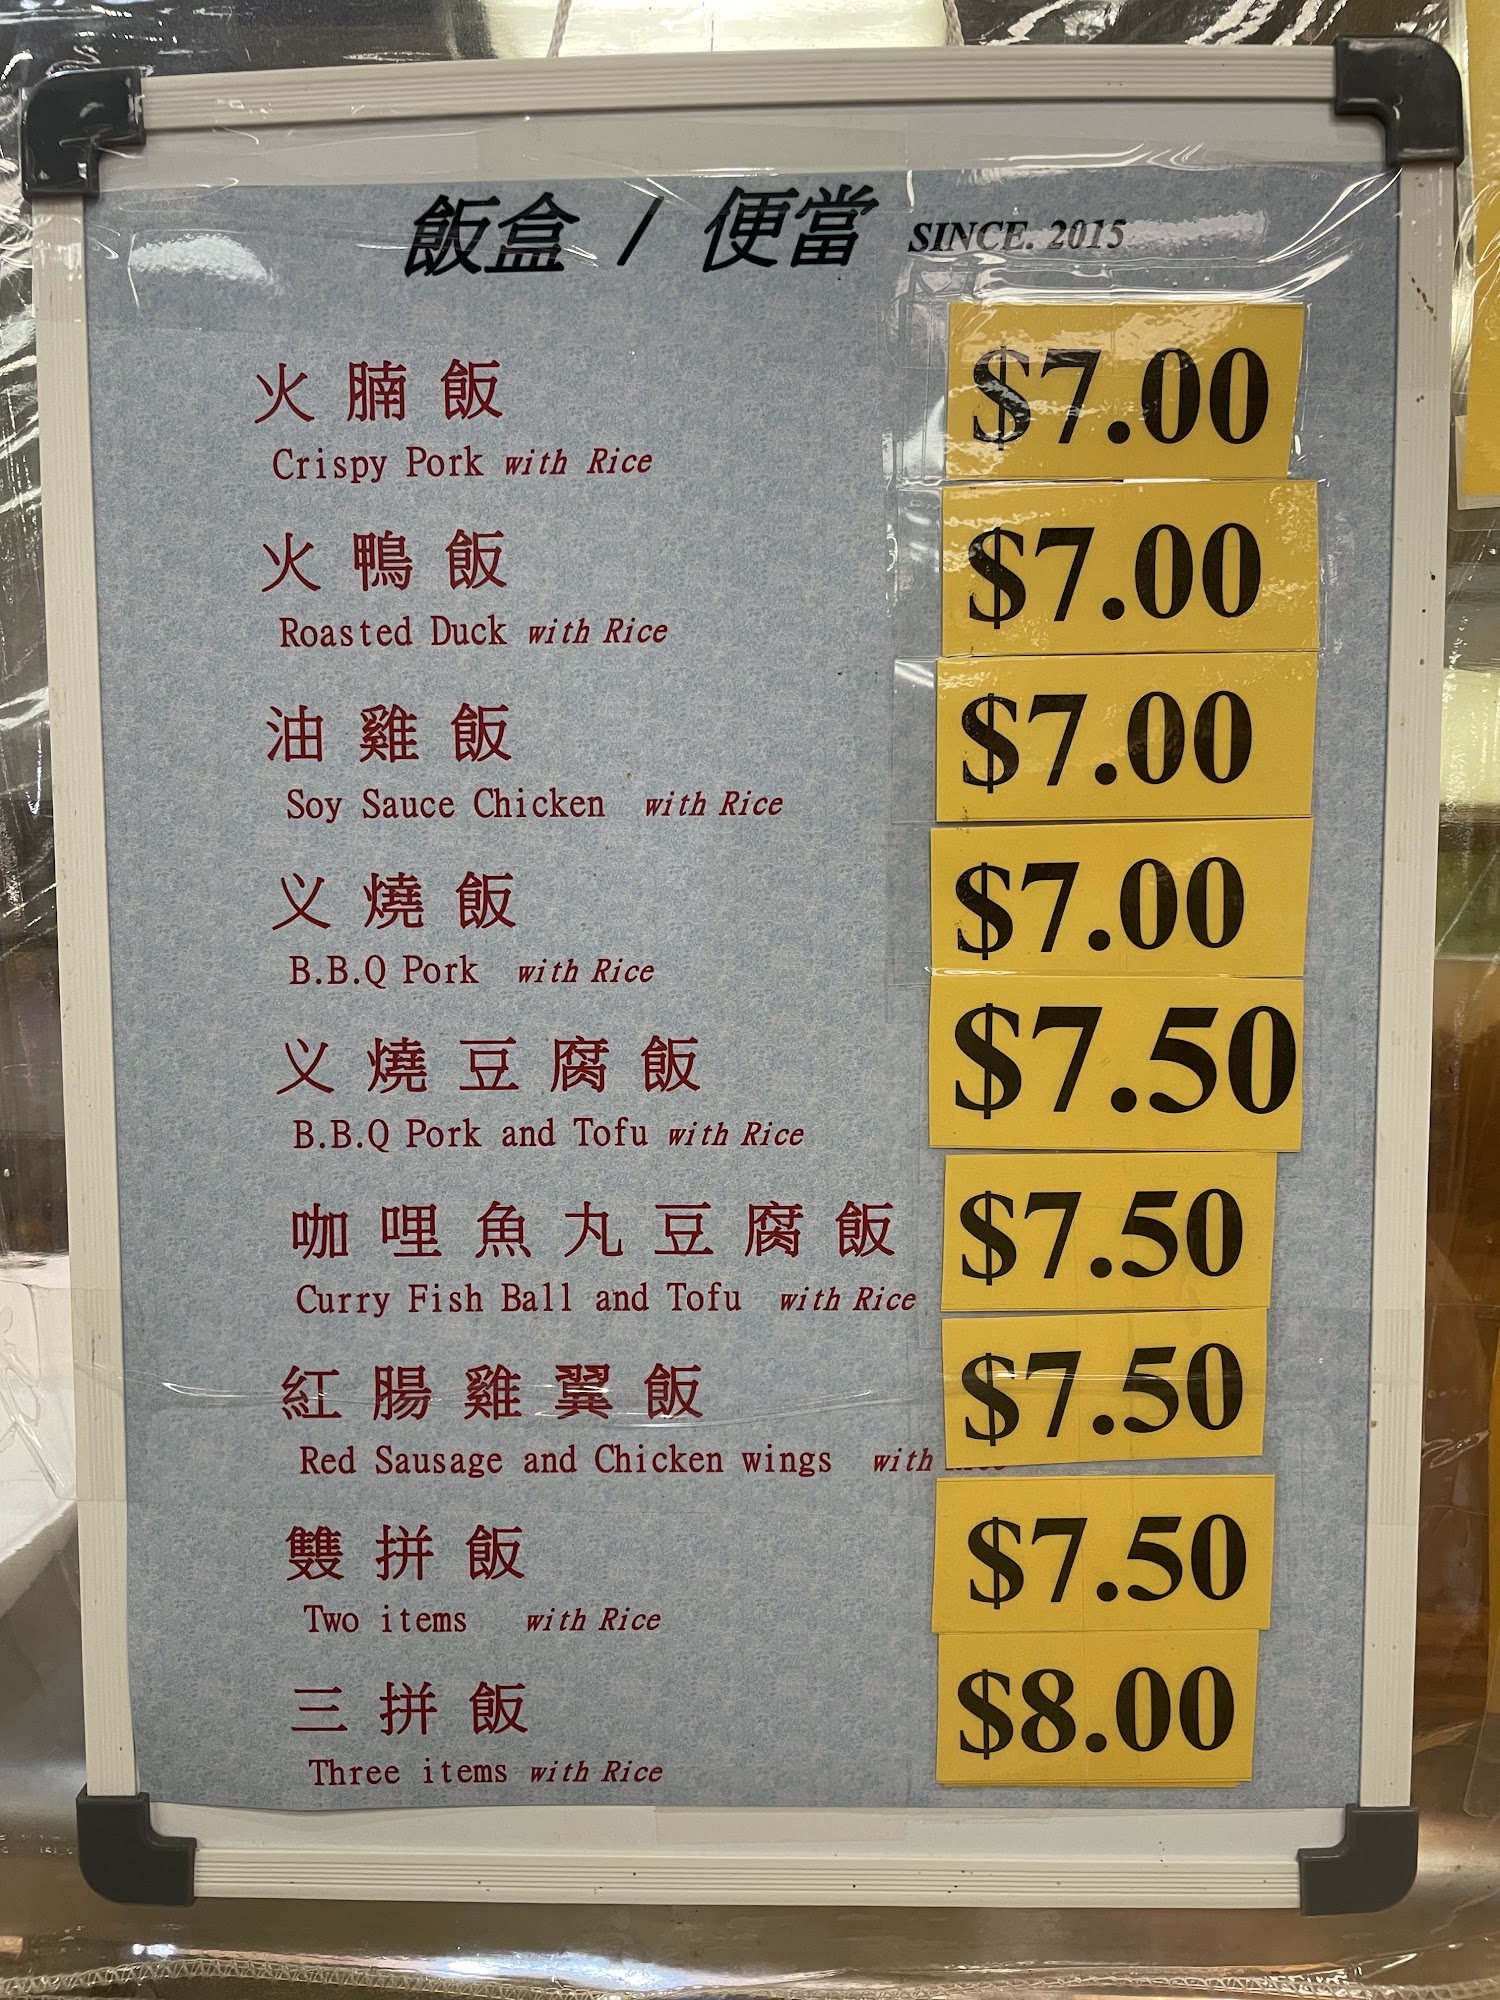 飯盒 / 便當 SINCE. 2015
火腩飯 $7.00
Crispy Pork with Rice
火鴨飯 $7.00
Roasted Duck with Rice
油雞飯 $7.00
Soy Sauce Chicken with Rice
义燒飯 $7.00
B.B.Q Pork with Rice
义燒豆腐飯 $7.50
B.B.Q Pork and Tofu with Rice
咖哩魚丸豆腐飯 $7.50
Curry Fish Ball and Tofu with Rice
紅腸雞翼飯 $7.50
Red Sausage and Chicken wings with
雙拼飯 $7.50
Two items with Rice
三拼飯 $8.00
Three items with Rice